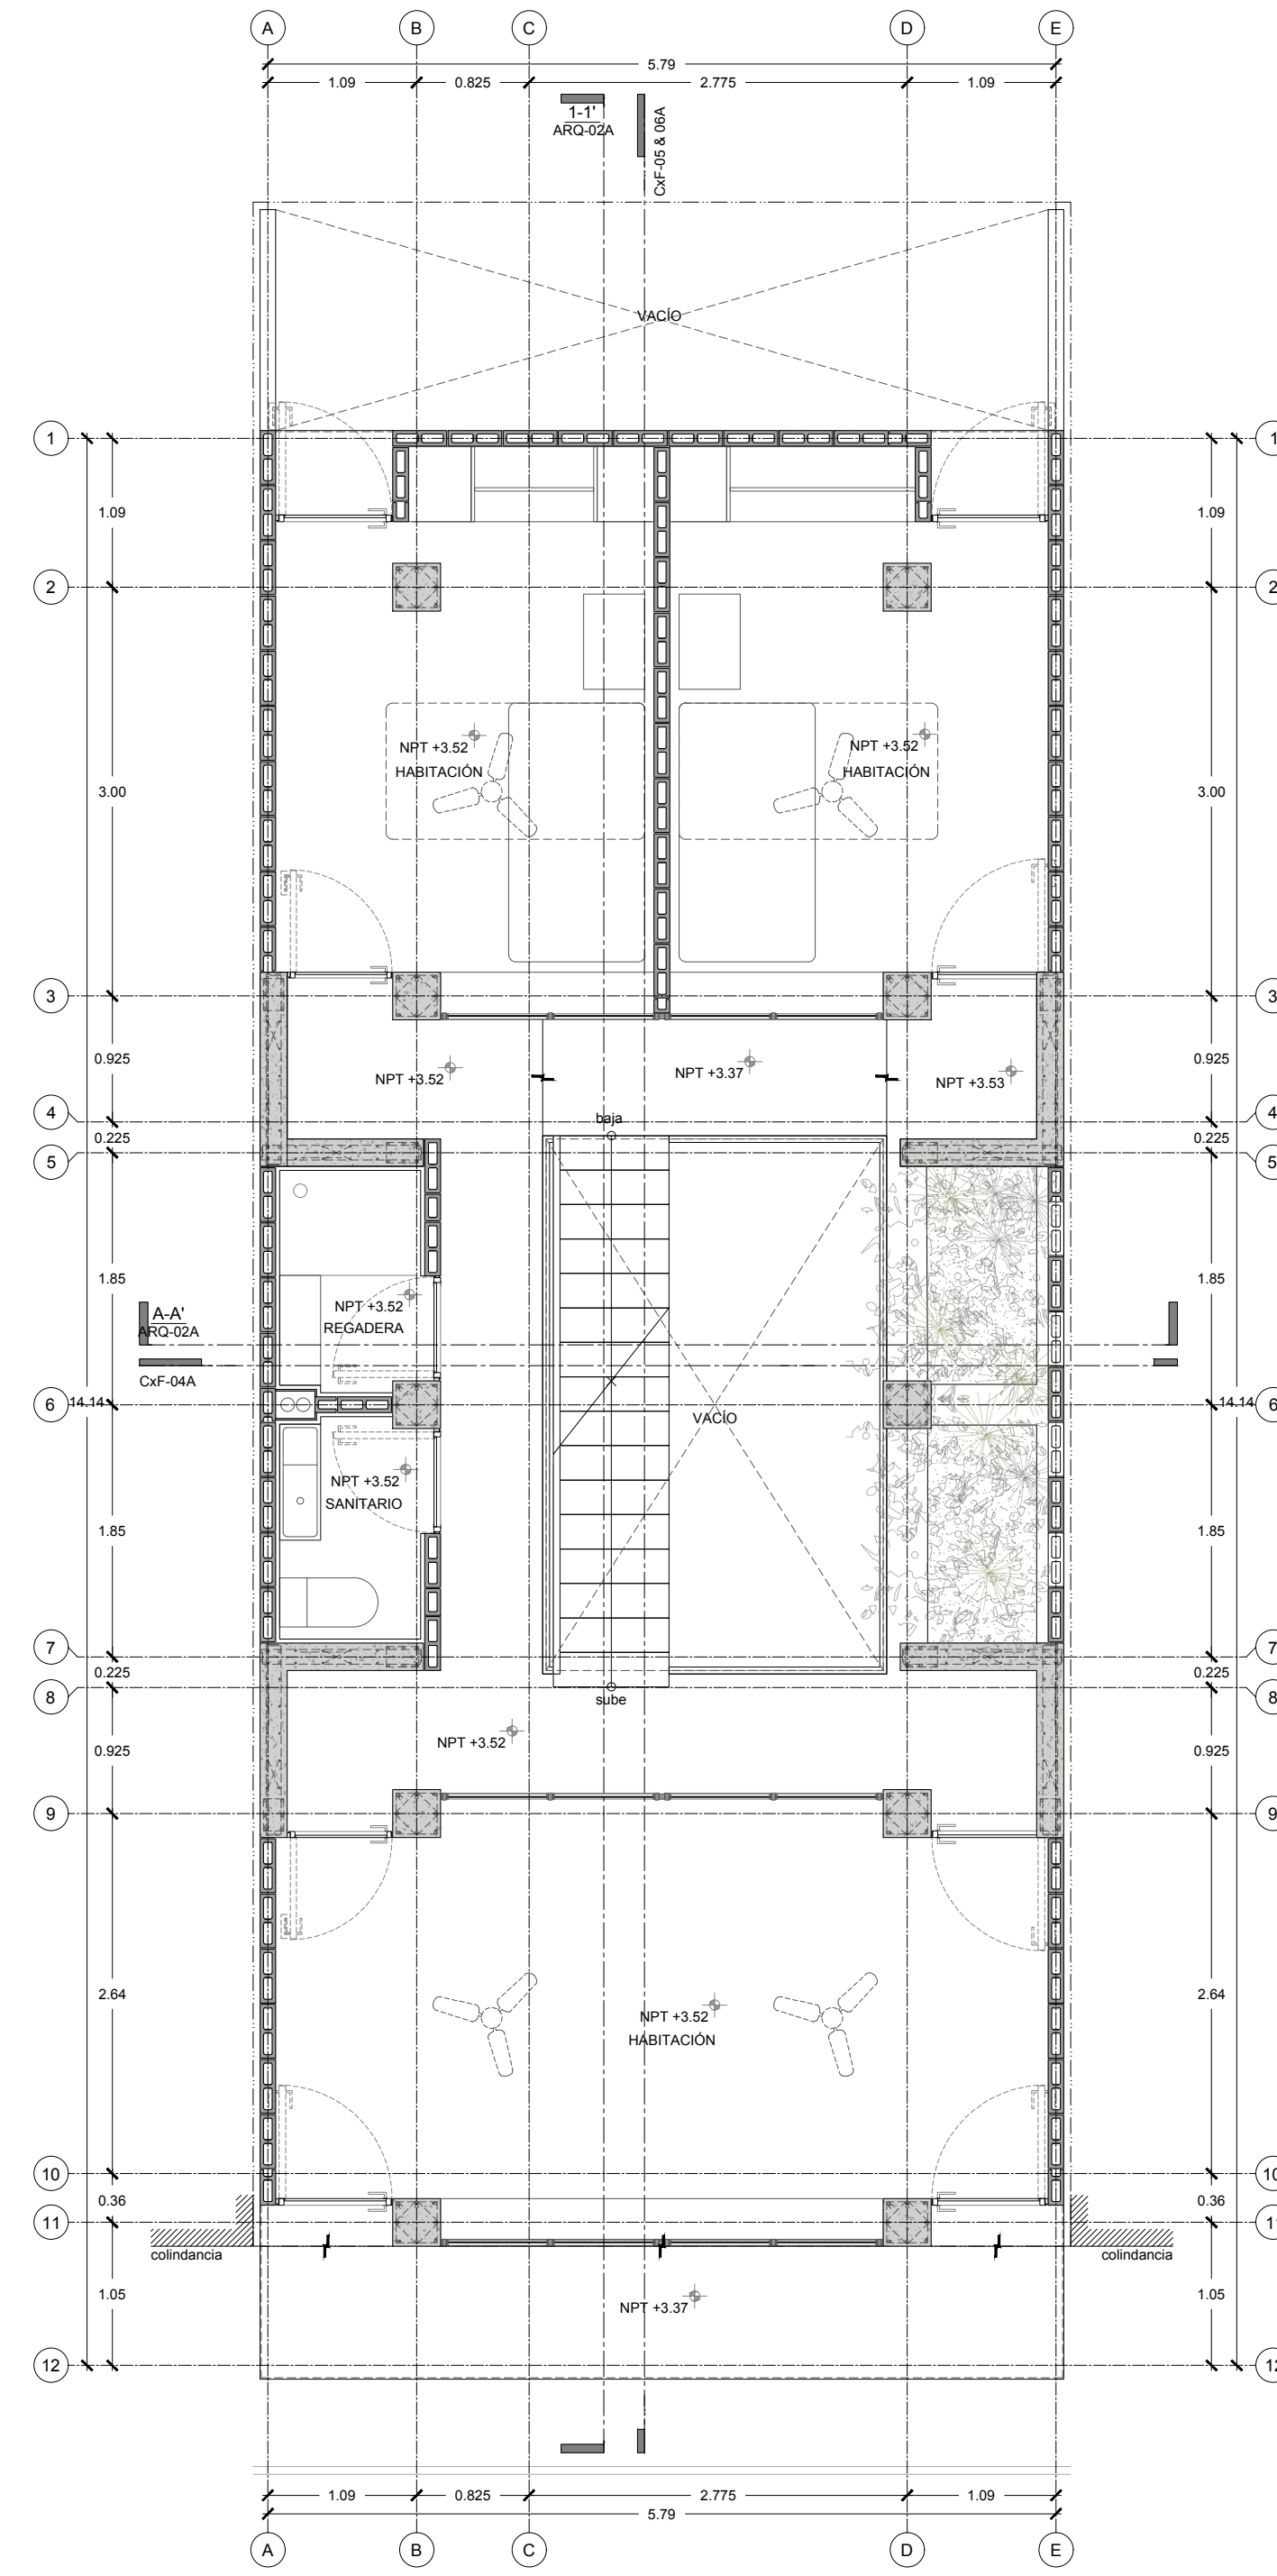 A B C D E
5.79
1.09 0.825 2.775 1.09
1-1'
ARQ-02A
CxF-05 & 06A
VACÍO
1 1
1.09 1.09
2 2
NPT +3.52 NPT +3.52
HABITACIÓN HABITACIÓN
3.00 3.00
3 3
0.925 0.925
NPT +3.52 NPT +3.37 NPT +3.53
4 4
baja
0.225 0.225
5 5
1.85 1.85
NPT +3.52
A-A'
REGADERA
ARQ-02A
CxF-04A
6 14.14 14.14 6
VACÍO
NPT +3.52
SANITARIO
1.85 1.85
7 7
0.225 0.225
8 8
sube
NPT +3.52
0.925 0.925
9 9
2.64 2.64
NPT +3.52
HABITACIÓN
10 10
0.36 0.36
11 11
colindancia colindancia
1.05 1.05
NPT +3.37
12 12
1.09 0.825 2.775 1.09
5.79
A B C D E